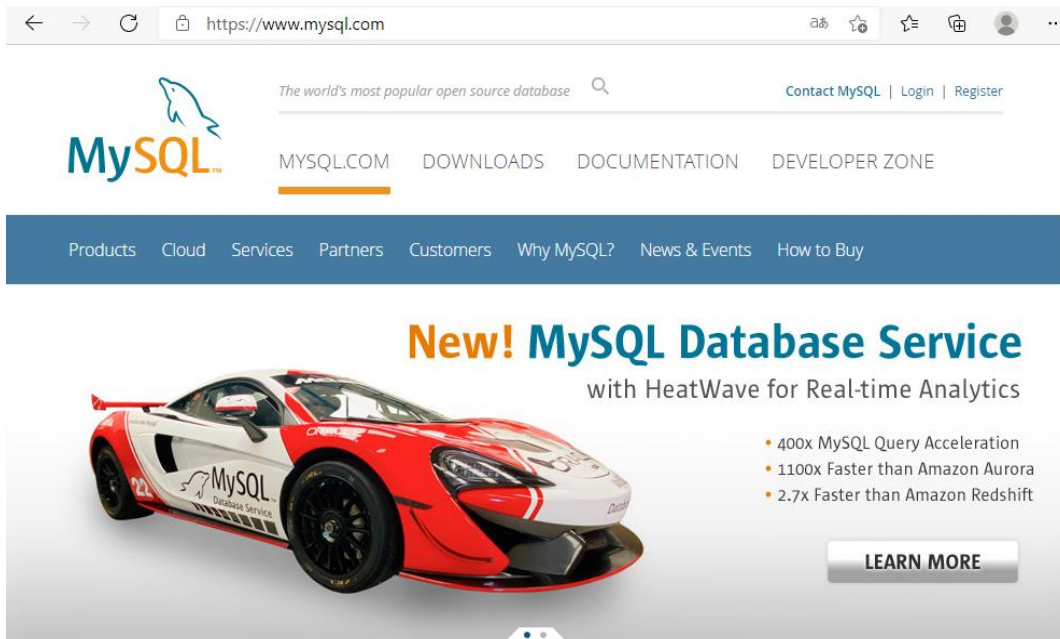 https://www.mysql.com
aあ
The world's most popular open source database
Contact MySQL | Login | Register
MySQL™
MYSQL.COM DOWNLOADS DOCUMENTATION DEVELOPER ZONE
Products Cloud Services Partners Customers Why MySQL? News & Events How to Buy
New! MySQL Database Service
with HeatWave for Real-time Analytics
• 400x MySQL Query Acceleration
• 1100x Faster than Amazon Aurora
• 2.7x Faster than Amazon Redshift
LEARN MORE
ORACLE
22
MySQL
Database Service